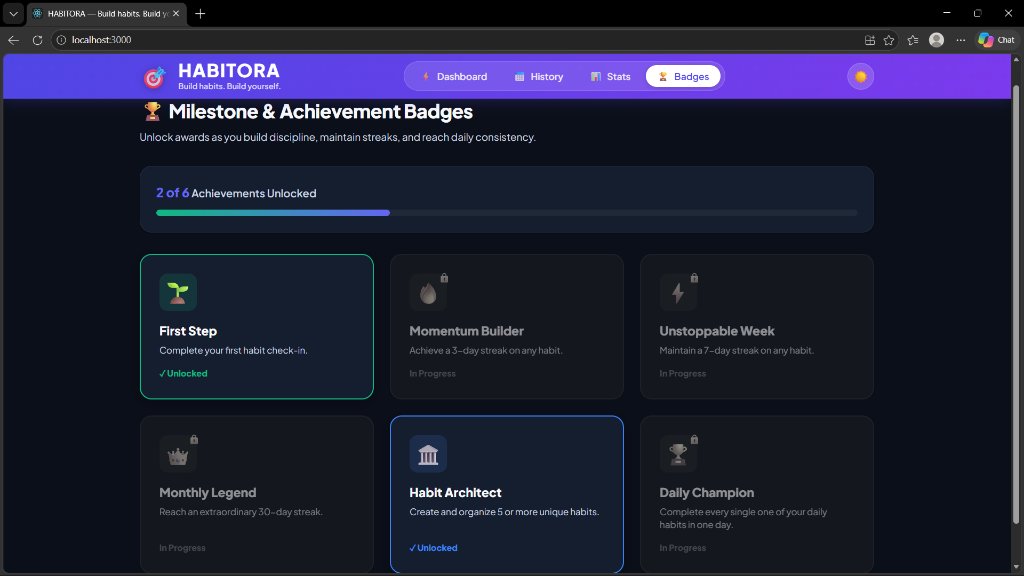 HABITORA — Build habits. Build y
localhost:3000
Chat
HABITORA
Build habits. Build yourself.
Dashboard
History
Stats
Badges
Milestone & Achievement Badges
Unlock awards as you build discipline, maintain streaks, and reach daily consistency.
2 of 6 Achievements Unlocked
First Step
Complete your first habit check-in.
✓ Unlocked
Momentum Builder
Achieve a 3-day streak on any habit.
In Progress
Unstoppable Week
Maintain a 7-day streak on any habit.
In Progress
Monthly Legend
Reach an extraordinary 30-day streak.
In Progress
Habit Architect
Create and organize 5 or more unique habits.
✓ Unlocked
Daily Champion
Complete every single one of your daily
habits in one day.
In Progress